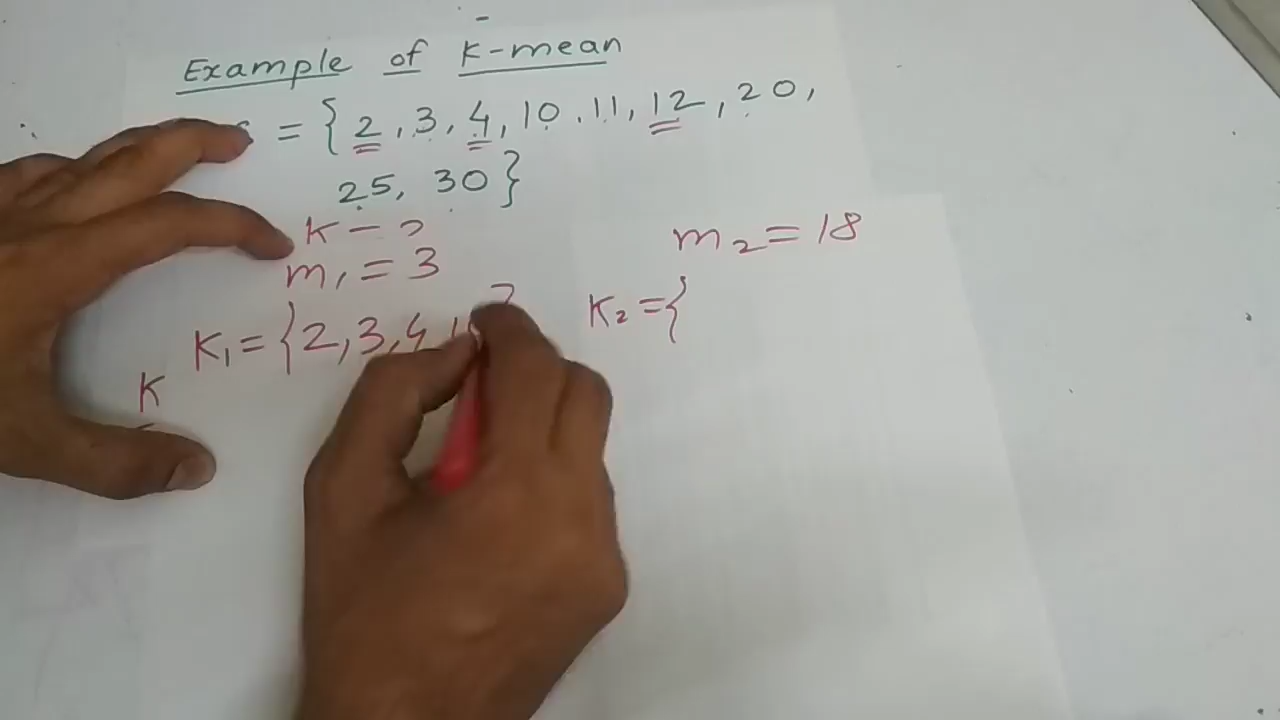 Example of K-mean
= {2, 3, 4, 10, 11, 12, 20,
25, 30}
m₁ = 3 m₂ = 18
K₁ = {2, 3, 4, 10} K₂ = {
K